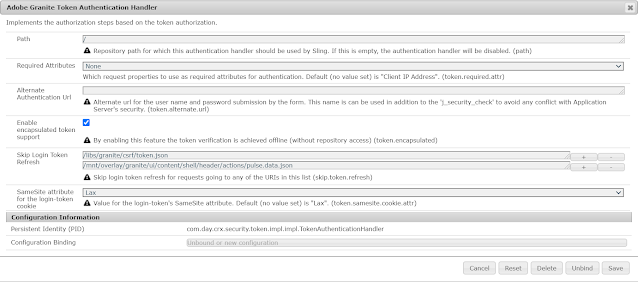 Adobe Granite Token Authentication Handler
Implements the authorization steps based on the token authorization.
Path
/
Repository path for which this authentication handler should be used by Sling. If this is empty, the authentication handler will be disabled. (path)
Required Attributes
None
Which request properties to use as required attributes for authentication. Default (no value set) is "Client IP Address". (token.required.attr)
Alternate
Authentication Url
Alternate url for the user name and password submission by the form. This name is can be used in addition to the 'j_security_check' to avoid any conflict with Application
Server's security. (token.alternate.url)
Enable
encapsulated token
support
By enabling this feature the token verification is achieved offline (without repository access) (token.encapsulated)
Skip Login Token
Refresh
/libs/granite/csrf/token.json
+ -
/mnt/overlay/granite/ui/content/shell/header/actions/pulse.data.json
+ -
Skip login token refresh for requests going to any of the URIs in this list (skip.token.refresh)
SameSite attribute
for the login-token
cookie
Lax
Value for the login-token's SameSite attribute. Default (no value set) is "Lax". (token.samesite.cookie.attr)
Configuration Information
Persistent Identity (PID)
com.day.crx.security.token.impl.impl.TokenAuthenticationHandler
Configuration Binding
Unbound or new configuration
Cancel Reset Delete Unbind Save